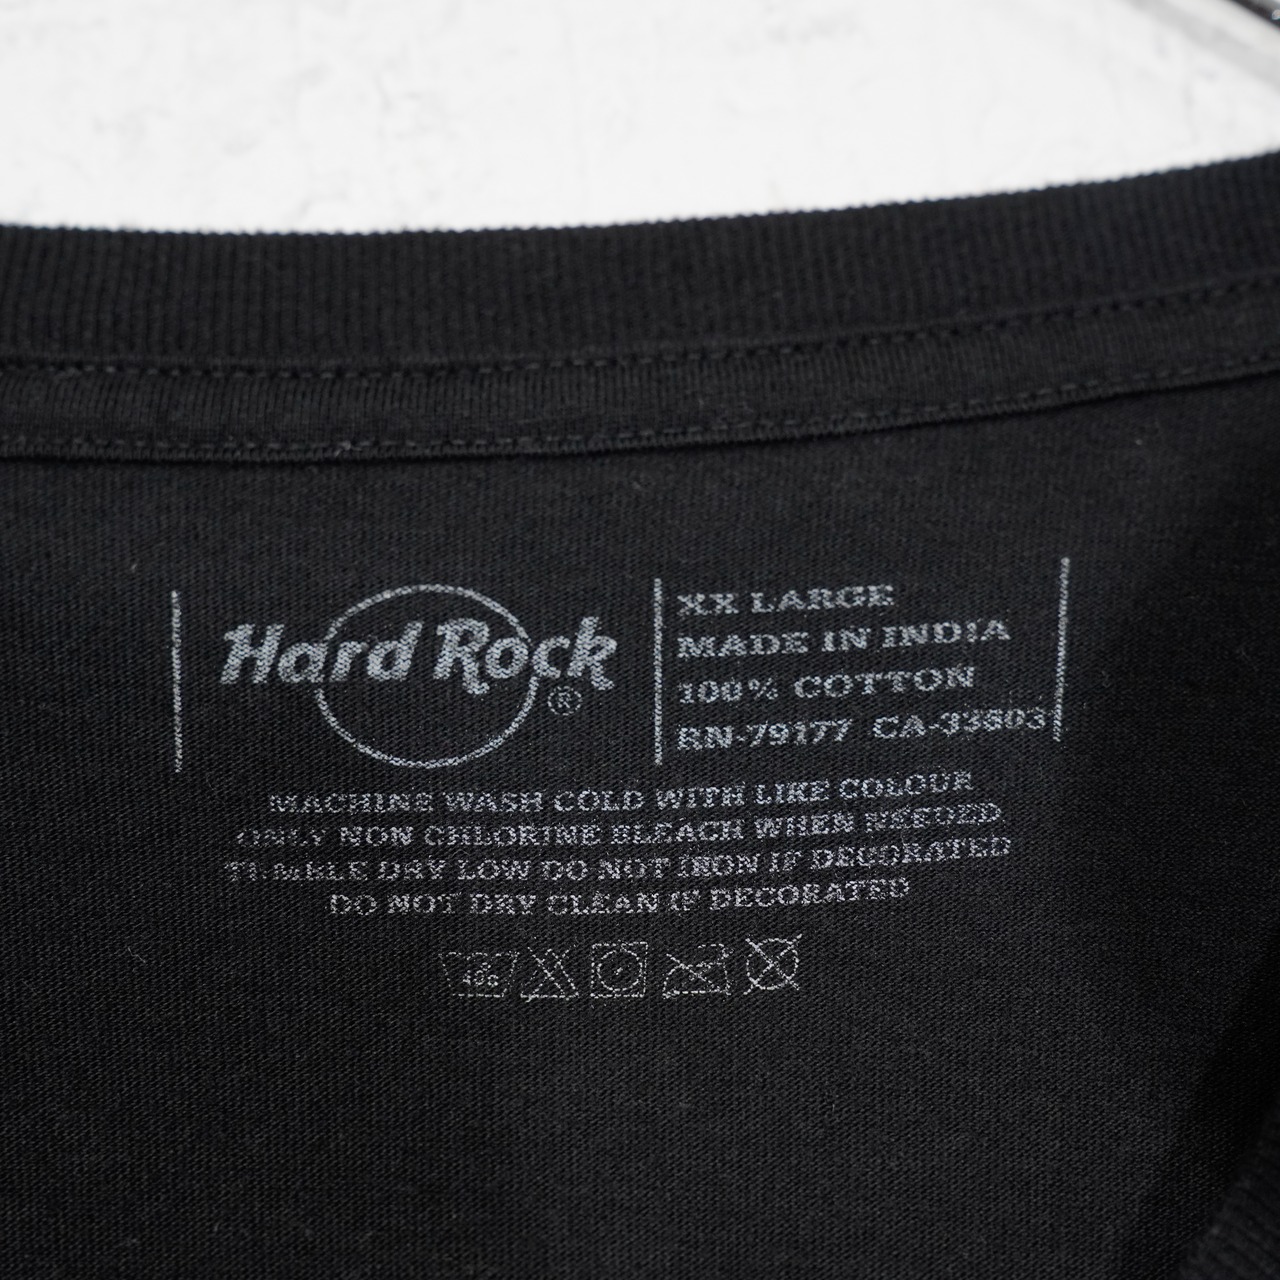 Hard Rock
®
XX LARGE
MADE IN INDIA
100% COTTON
RN-79177 CA-33603
MACHINE WASH COLD WITH LIKE COLOUR
ONLY NON CHLORINE BLEACH WHEN NEEDED
TUMBLE DRY LOW DO NOT IRON IF DECORATED
DO NOT DRY CLEAN IF DECORATED